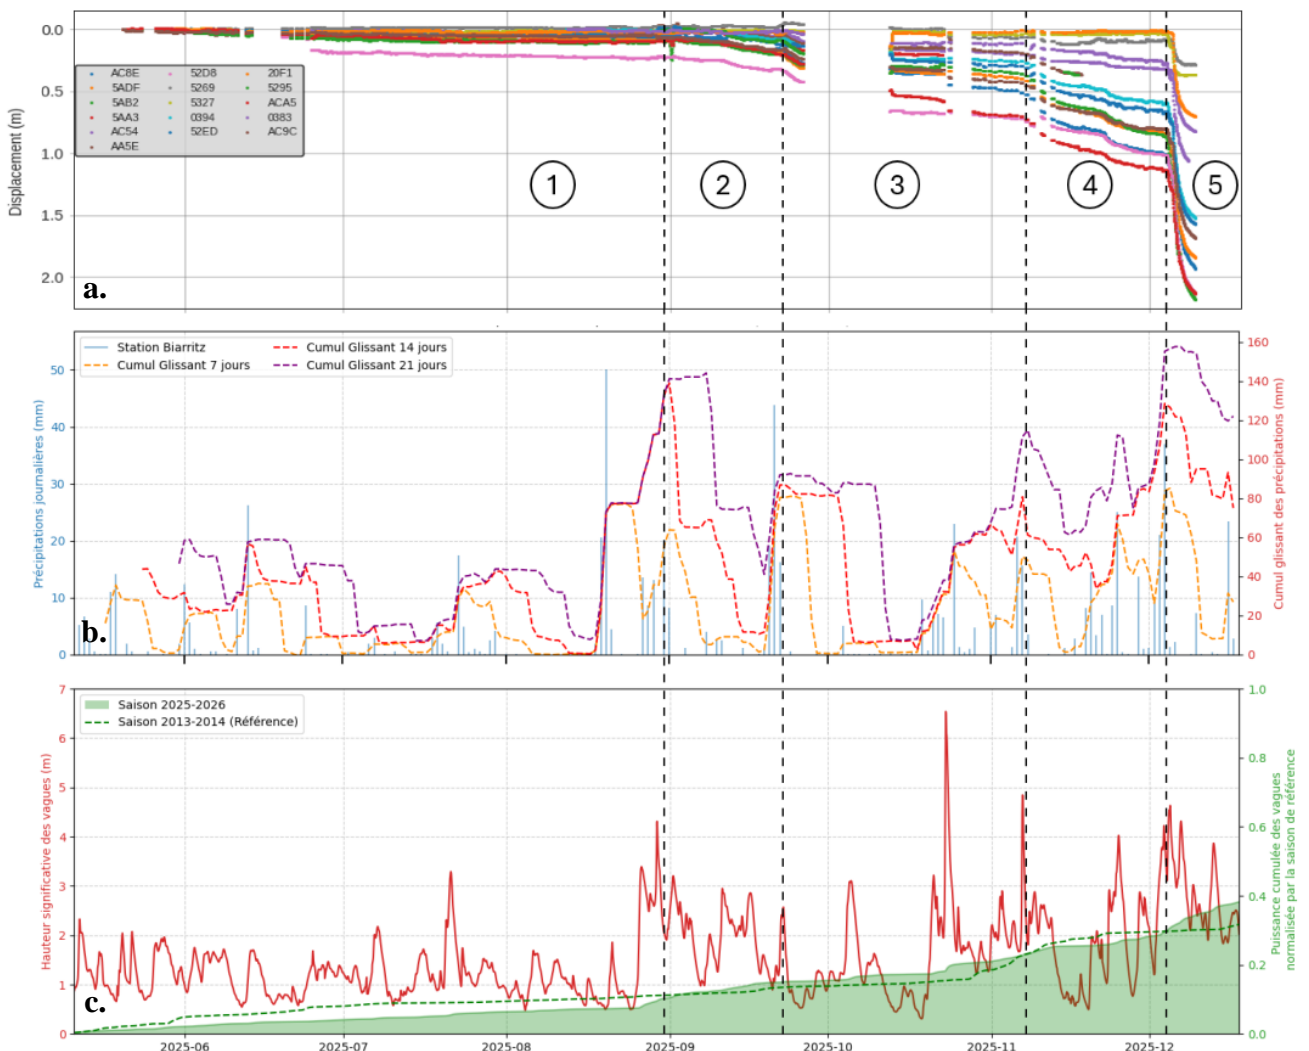 0.0
0.5
1.0
1.5
2.0
Displacement (m)
AC8E 52D8 20F1
5ADF 5269 5295
5AB2 5327 ACA5
5AA3 0394 0383
AC54 52ED AC9C
AA5E
1
2
3
4
5
a.
Station Biarritz
Cumul Glissant 7 jours
Cumul Glissant 14 jours
Cumul Glissant 21 jours
50
40
30
20
10
0
Précipitations journalières (mm)
160
140
120
100
80
60
40
20
0
Cumul glissant des précipitations (mm)
b.
Saison 2025-2026
Saison 2013-2014 (Référence)
7
6
5
4
3
2
1
0
Hauteur significative des vagues (m)
1.0
0.8
0.6
0.4
0.2
0.0
Puissance cumulée des vagues
normalisée par la saison de référence
c.
2025-06 2025-07 2025-08 2025-09 2025-10 2025-11 2025-12